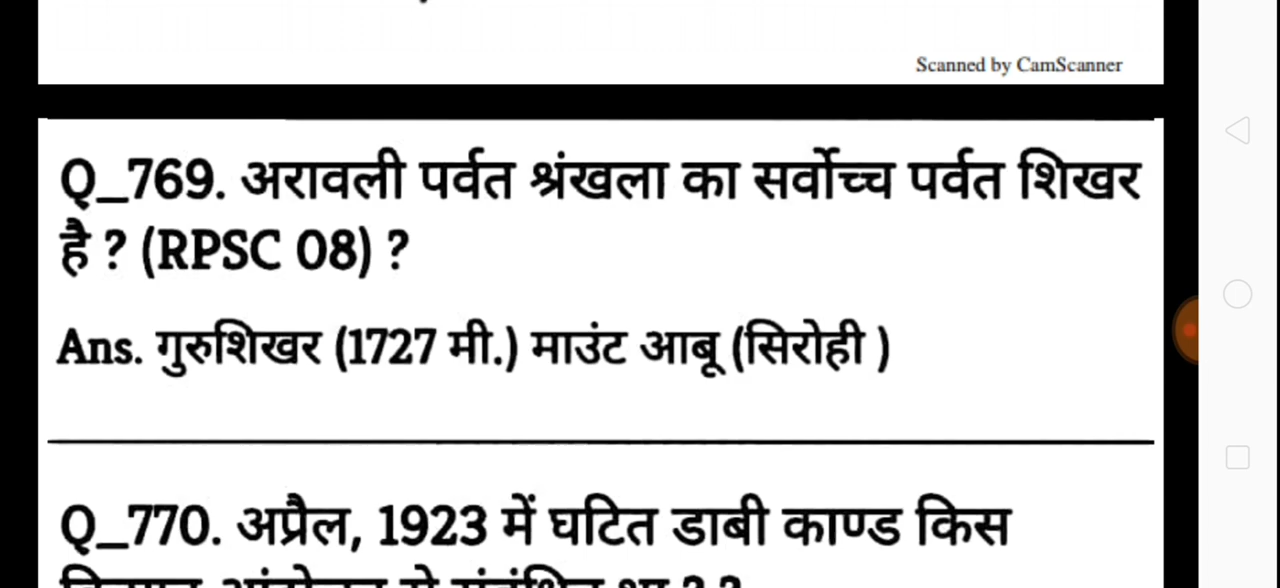 Scanned by CamScanner
Q_769. अरावली पर्वत श्रंखला का सर्वोच्च पर्वत शिखर
है ? (RPSC 08) ?
Ans. गुरुशिखर (1727 मी.) माउंट आबू (सिरोही )
Q_770. अप्रैल, 1923 में घटित डाबी काण्ड किस